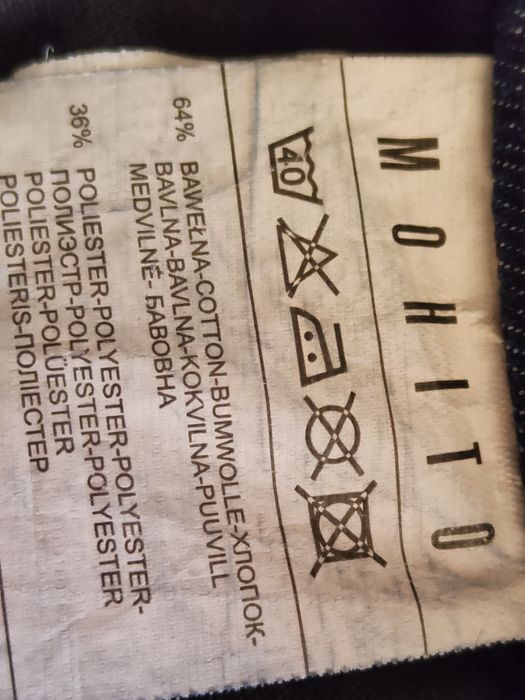 MOHITO
40
64% BAWEŁNA-COTTON-BUMWOLLE-ХЛОПОК-
BAVLNA-BAVLNA-KOKVILNA-PUUVILL
MEDVILNĖ- БАВОВНА
36% POLIESTER-POLYESTER-POLYESTER-
ПОЛИЭСТР-POLYESTER-POLYESTER
POLIESTER-POLÜESTER
POLIESTERIS-ПОЛІЕСТЕР